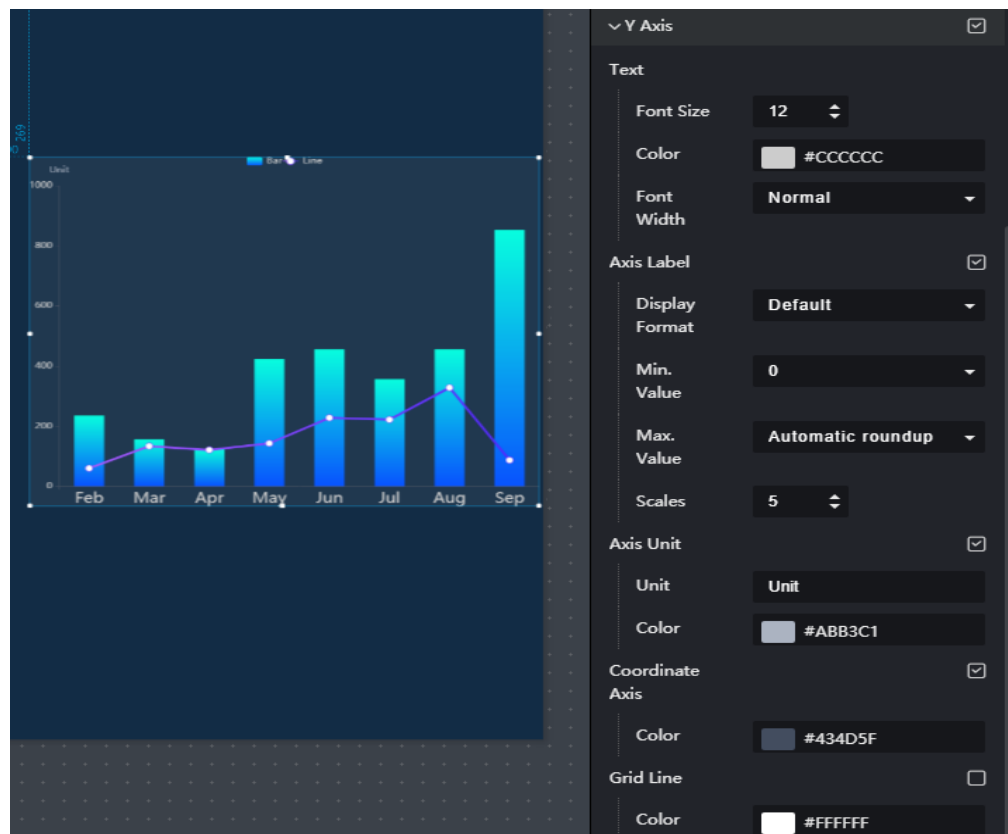 269
Bar Line
Unit
1000
800
600
400
200
0
Feb Mar Apr May Jun Jul Aug Sep
Y Axis
Text
Font Size 12
Color #CCCCCC
Font Normal
Width
Axis Label
Display Default
Format
Min. 0
Value
Max. Automatic roundup
Value
Scales 5
Axis Unit
Unit Unit
Color #ABB3C1
Coordinate
Axis
Color #434D5F
Grid Line
Color #FFFFFF